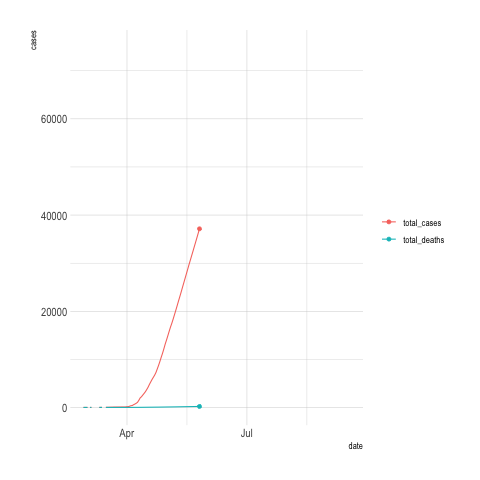 cases
60000
40000
20000
0
Apr
Jul
date
total_cases
total_deaths